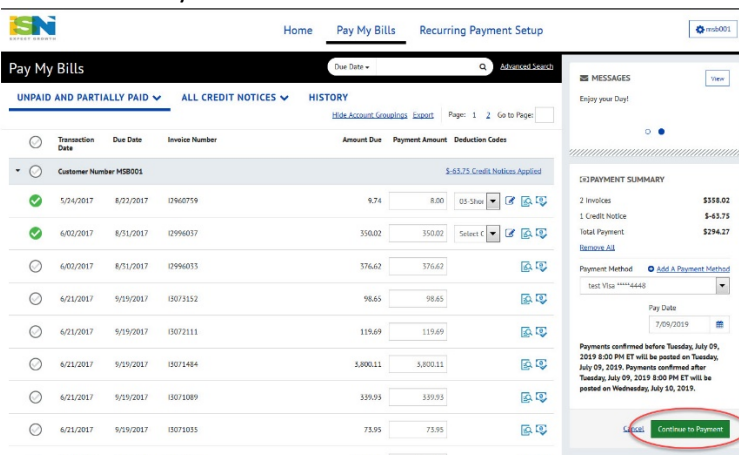 iSN
EXPECT GROWTH
Home Pay My Bills Recurring Payment Setup
msb001
Pay My Bills
Due Date
Advanced Search
UNPAID AND PARTIALLY PAID ALL CREDIT NOTICES HISTORY
Hide Account Groupings Export Page: 1 2 Go to Page:
Transaction Date Due Date Invoice Number Amount Due Payment Amount Deduction Codes
Customer Number MSB001 $-63.75 Credit Notices Applied
5/24/2017 8/22/2017 I2960759 9.74 8.00 03-Shor
6/02/2017 8/31/2017 I2996037 350.02 350.02 Select C
6/02/2017 8/31/2017 I2996033 376.62 376.62
6/21/2017 9/19/2017 I3073152 98.65 98.65
6/21/2017 9/19/2017 I3072111 119.69 119.69
6/21/2017 9/19/2017 I3071484 3,800.11 3,800.11
6/21/2017 9/19/2017 I3071089 339.93 339.93
6/21/2017 9/19/2017 I3071035 73.95 73.95
MESSAGES
View
Enjoy your Day!
PAYMENT SUMMARY
2 Invoices $358.02
1 Credit Notice $-63.75
Total Payment $294.27
Remove All
Payment Method Add A Payment Method
test Visa *****4448
Pay Date
7/09/2019
Payments confirmed before Tuesday, July 09,
2019 8:00 PM ET will be posted on Tuesday,
July 09, 2019. Payments confirmed after
Tuesday, July 09, 2019 8:00 PM ET will be
posted on Wednesday, July 10, 2019.
Cancel Continue to Payment